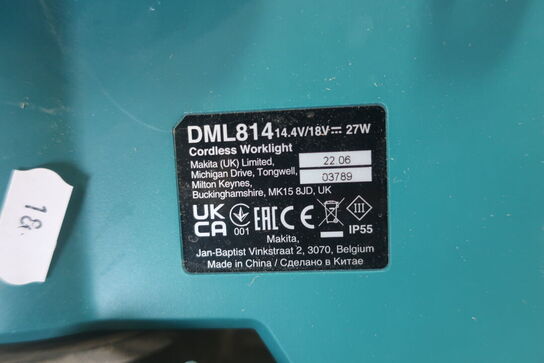 DML814 14.4V/18V⎓ 27W
Cordless Worklight
Makita (UK) Limited, 22.06
Michigan Drive, Tongwell, 03789
Milton Keynes,
Buckinghamshire, MK15 8JD, UK
UK CA 001 EAC CE III IP55
Makita,
Jan-Baptist Vinkstraat 2, 3070, Belgium
Made in China / Сделано в Китае